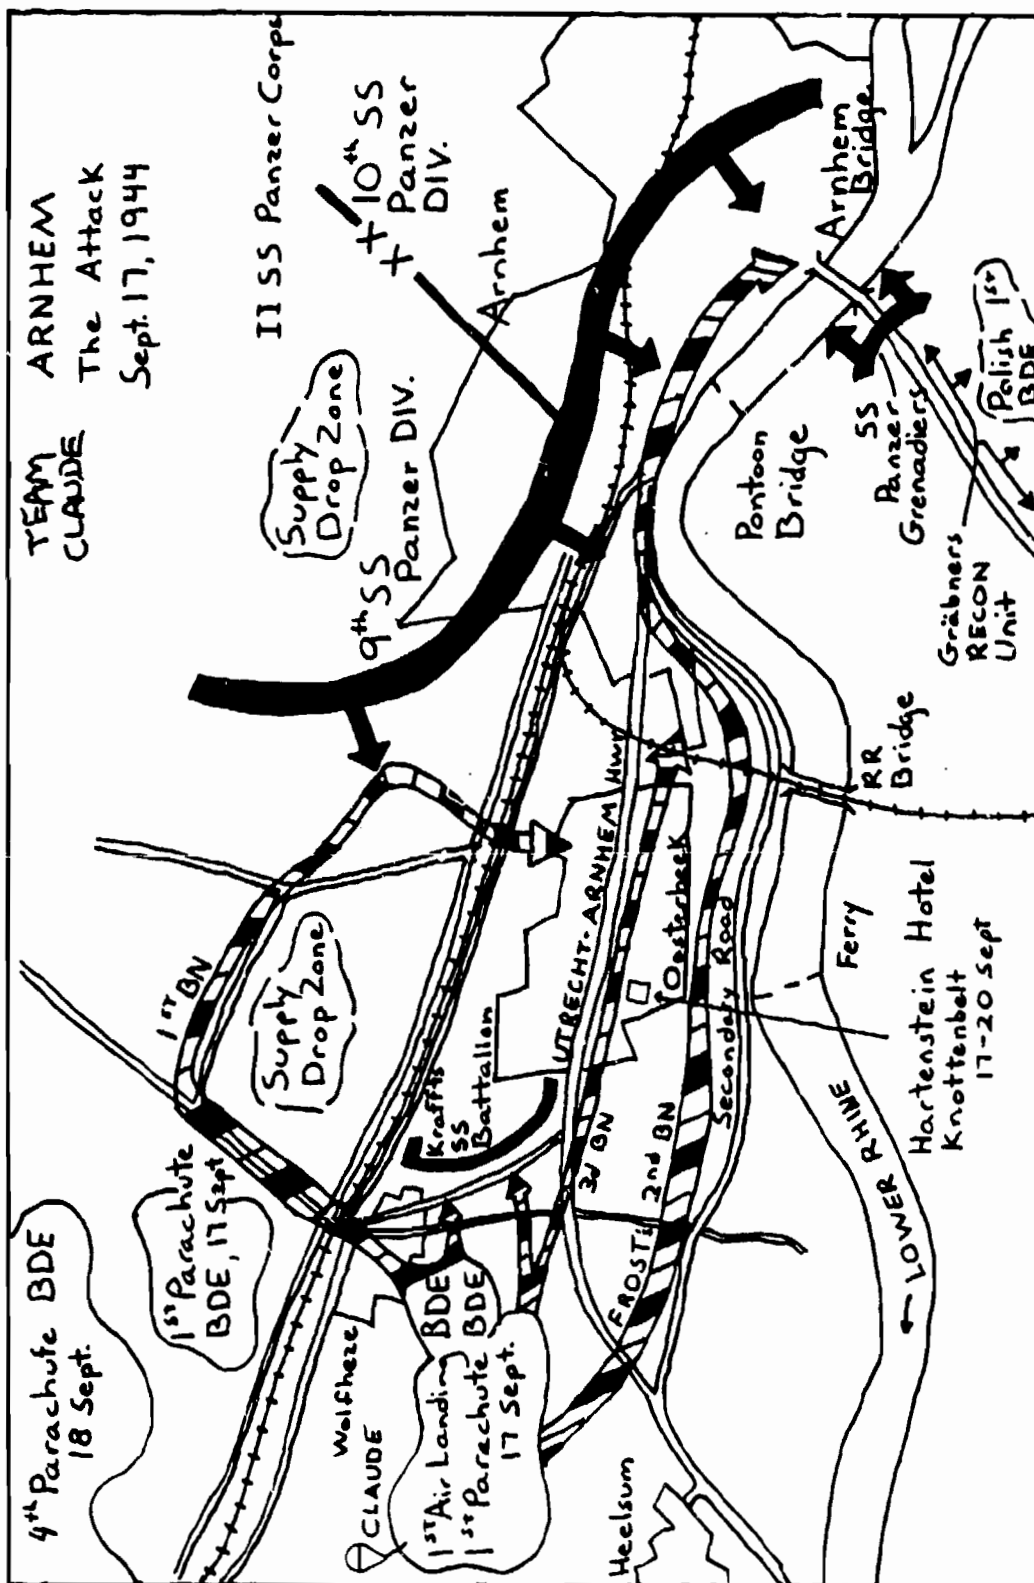 TEAM CLAUDE
ARNHEM
The Attack
Sept. 17, 1944
II SS Panzer Corps
10th SS
Panzer
DIV.
Supply
Drop Zone
9th SS
Panzer DIV.
Arnhem
Arnhem
Bridge
4th Parachute BDE
18 Sept.
1st Parachute
BDE, 17 Sept
1st BN
Supply
Drop Zone
Wolfheze
CLAUDE
Kraffts
SS
Battallon
1st Air Landing BDE
1st Parechute BDE
17 Sept.
UTRECHT-ARNHEM Hwy
3d BN
FROSTs 2nd BN
Oosterbeek
Secondary Road
Heelsum
Pontoon
Bridge
SS
Panzer
Grenadiers
Polish 1st
BDE
Gräbners
RECON
Unit
RR
Bridge
Ferry
Hartenstein Hotel
Knottenbelt
17-20 Sept
← LOWER RHINE